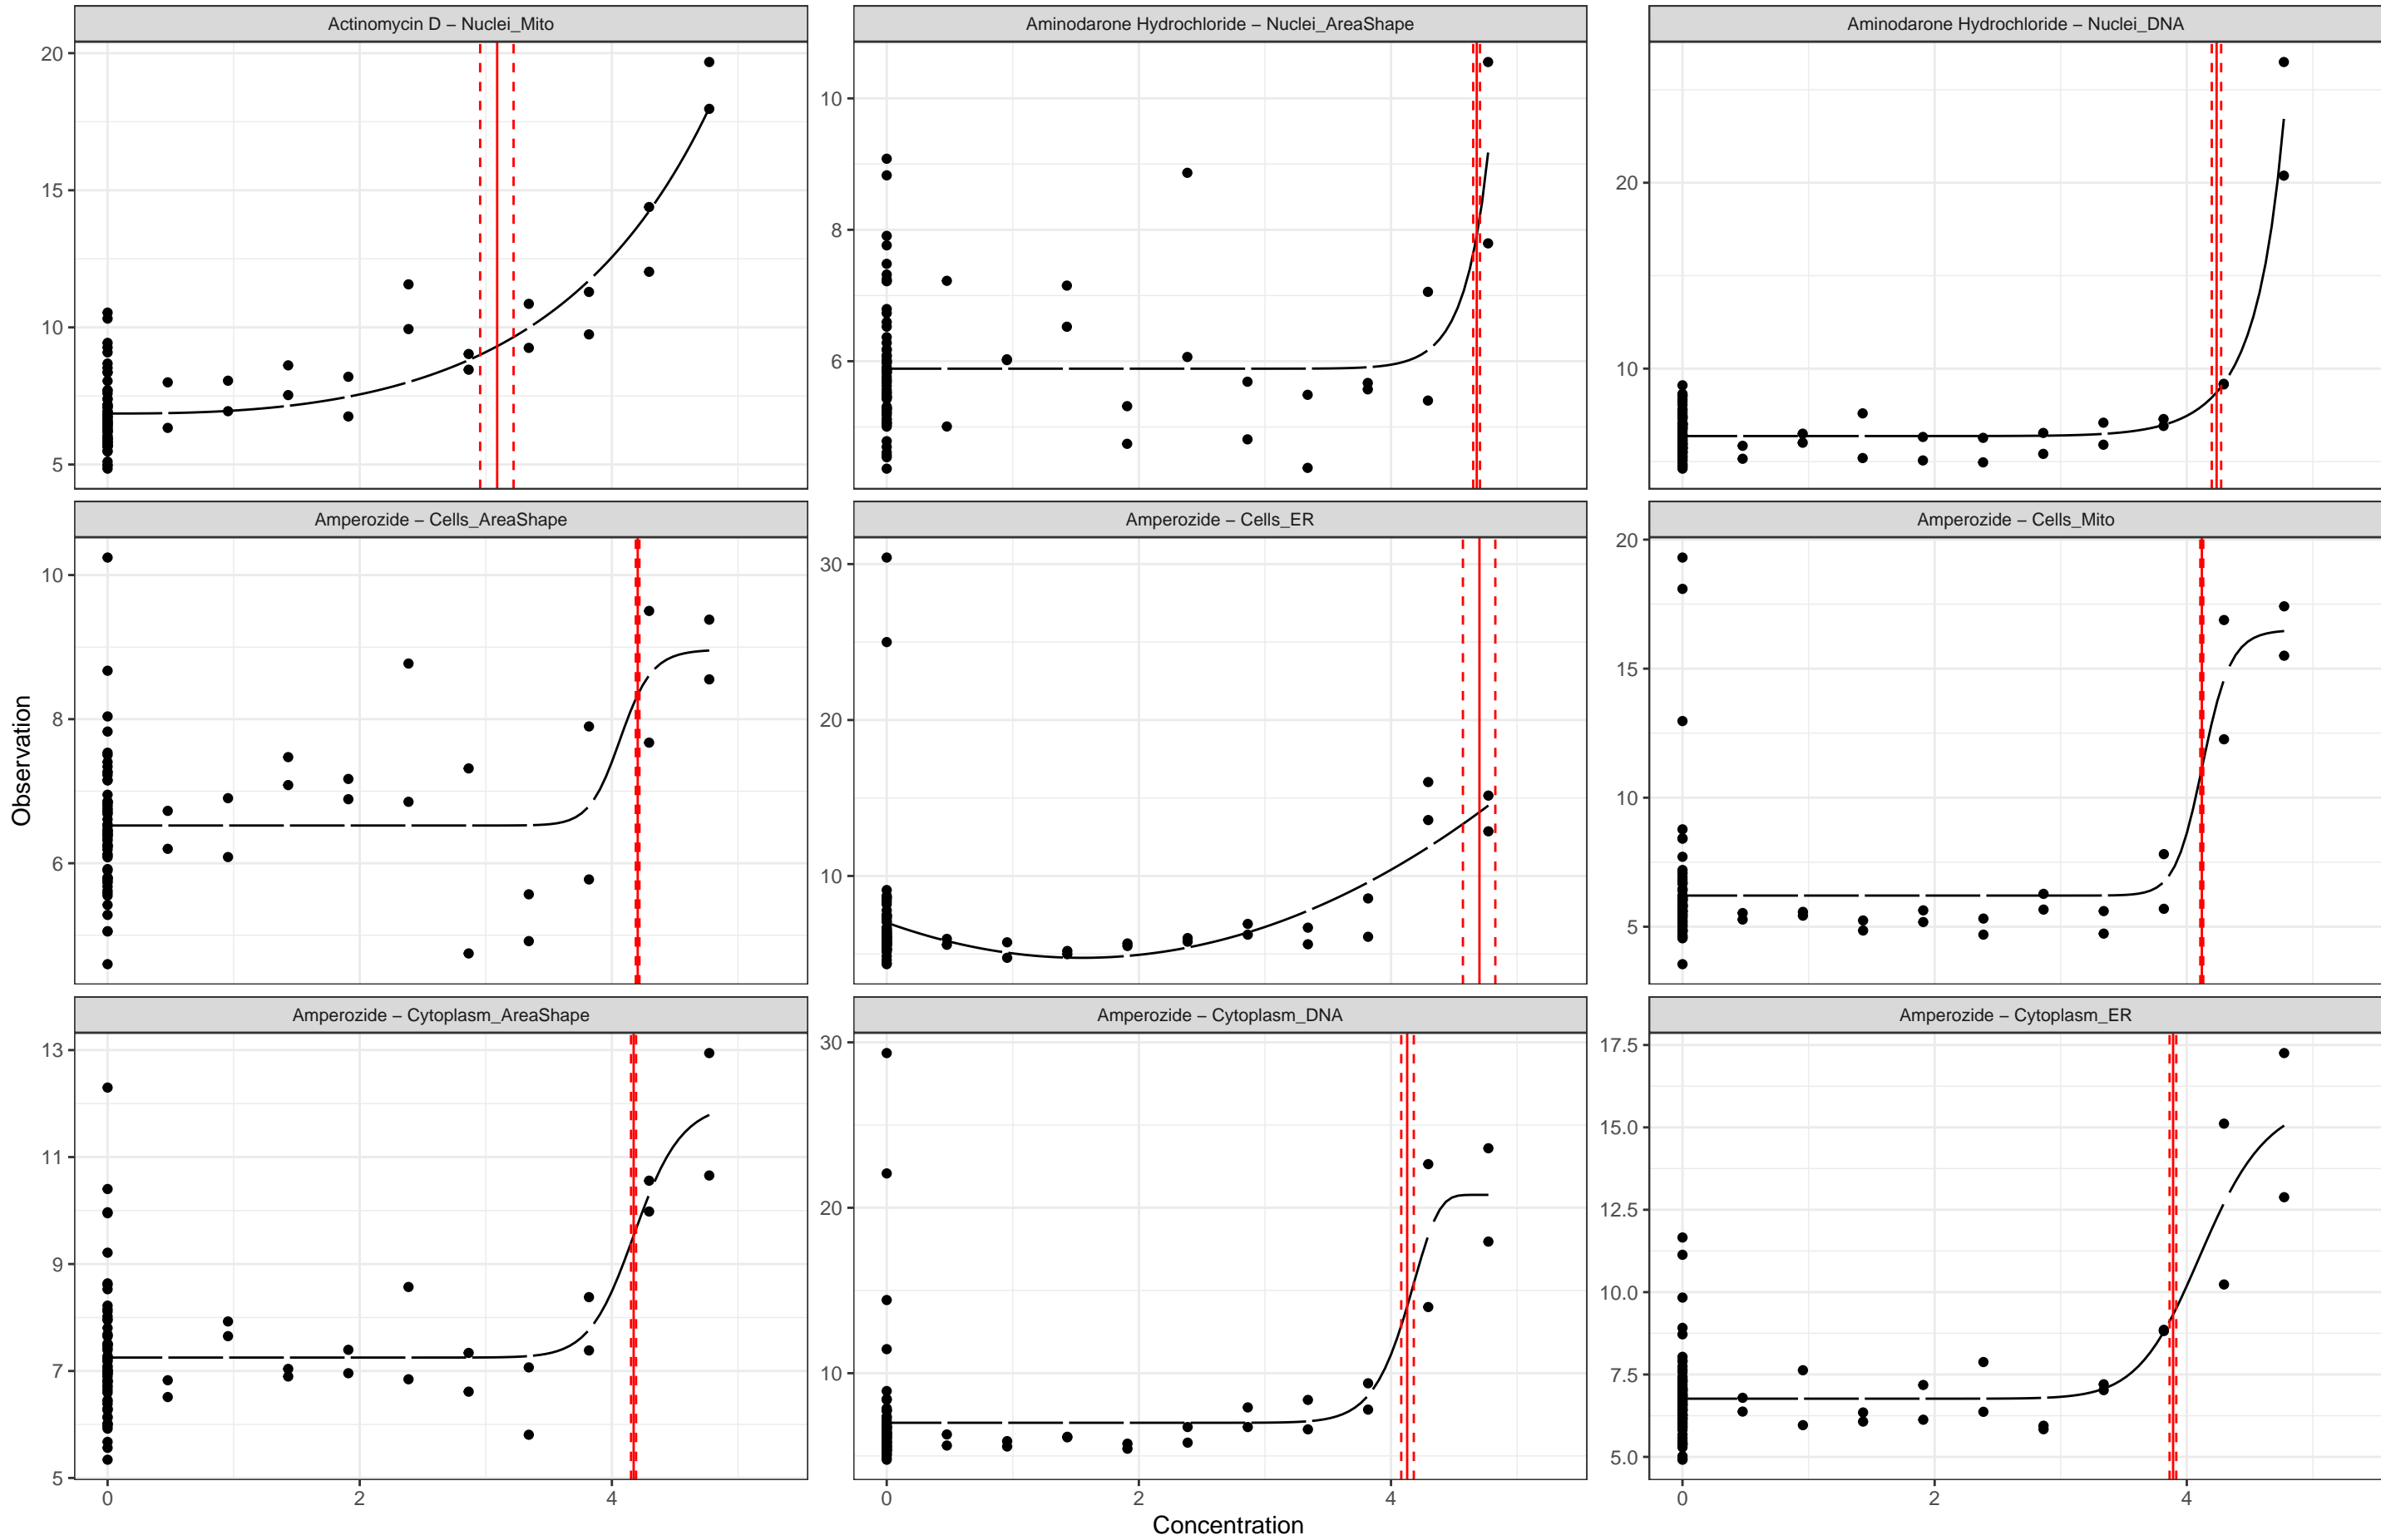 Actinomycin D − Nuclei_Mito
Aminodarone Hydrochloride − Nuclei_AreaShape
Aminodarone Hydrochloride − Nuclei_DNA
20
15
10
5
10
8
6
20
10
Amperozide − Cells_AreaShape
Amperozide − Cells_ER
Amperozide − Cells_Mito
10
8
6
30
20
10
20
15
10
5
Amperozide − Cytoplasm_AreaShape
Amperozide − Cytoplasm_DNA
Amperozide − Cytoplasm_ER
13
11
9
7
5
30
20
10
17.5
15.0
12.5
10.0
7.5
5.0
0 2 4
0 2 4
0 2 4
Observation
Concentration